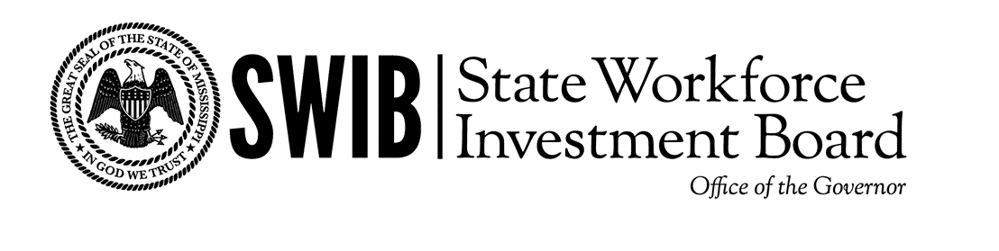 THE GREAT SEAL OF THE STATE OF MISSISSIPPI
★ IN GOD WE TRUST ★
SWIB
State Workforce
Investment Board
Office of the Governor